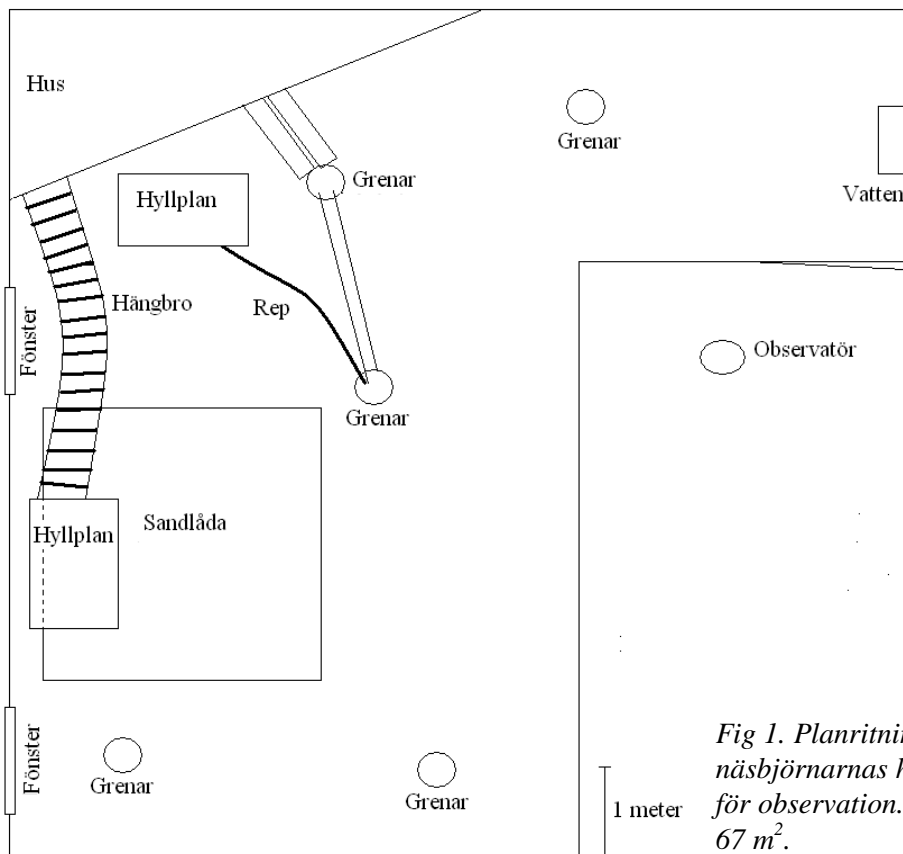 Hus
Grenar
Grenar
Hyllplan
Vatten
Hängbro
Rep
Fönster
Observatör
Grenar
Sandlåda
Hyllplan
Fönster
Grenar
Grenar
1 meter
Fig 1. Planritnin
näsbjörnarnas h
för observation.
67 m².